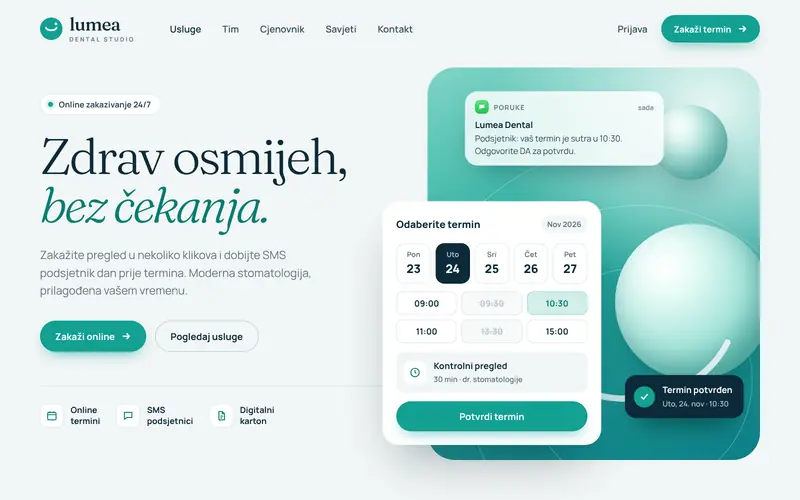 lumea
DENTAL STUDIO
Usluge
Tim
Cjenovnik
Savjeti
Kontakt
Prijava
Zakaži termin
Online zakazivanje 24/7
Zdrav osmijeh,
bez čekanja.
Zakažite pregled u nekoliko klikova i dobijte SMS
podsjetnik dan prije termina. Moderna stomatologija,
prilagođena vašem vremenu.
Zakaži online
Pogledaj usluge
Online
termini
SMS
podsjetnici
Digitalni
karton
PORUKE
sada
Lumea Dental
Podsjetnik: vaš termin je sutra u 10:30.
Odgovorite DA za potvrdu.
Odaberite termin
Nov 2026
Pon Uto Sri Čet Pet
23 24 25 26 27
09:00 09:30 10:30
11:00 13:30 15:00
Kontrolni pregled
30 min · dr. stomatologije
Potvrdi termin
Termin potvrđen
Uto, 24. nov · 10:30